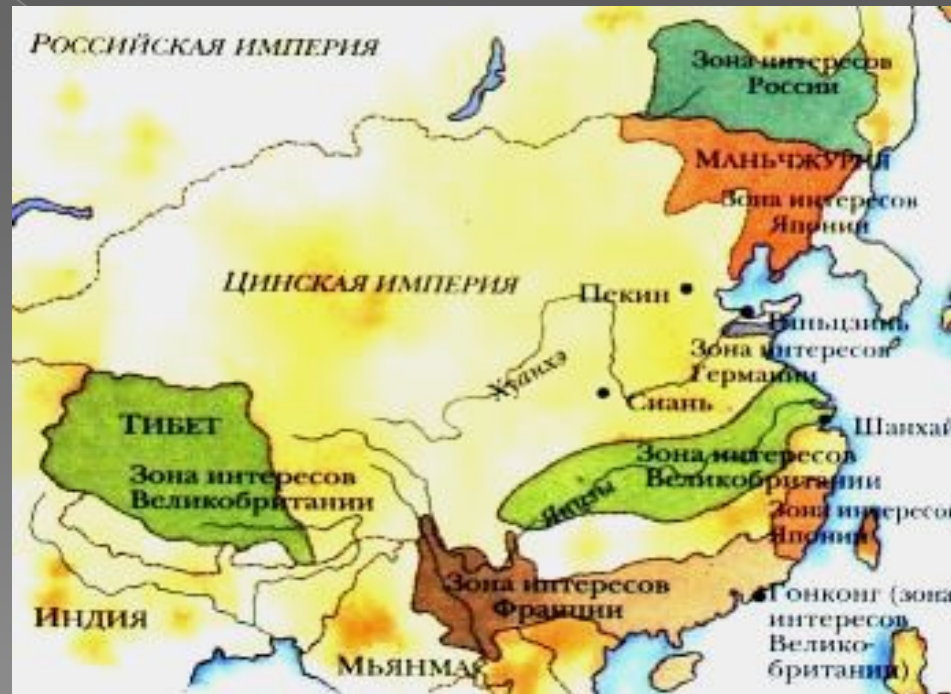 РОССИЙСКАЯ ИМПЕРИЯ
Зона интересов
России
МАНЬЧЖУРИЯ
Зона интересов
Японии
ЦИНСКАЯ ИМПЕРИЯ
Пекин
Тяньцзинь
Зона интересов
Германии
Хуанхэ
Сиань
ТИБЕТ
Шанхай
Зона интересов
Великобритании
Зона интересов
Великобритании
Янцзы
Зона интересов
Японии
Зона интересов
Франции
Гонконг (зона
интересов
Велико-
британии)
ИНДИЯ
МЬЯНМА